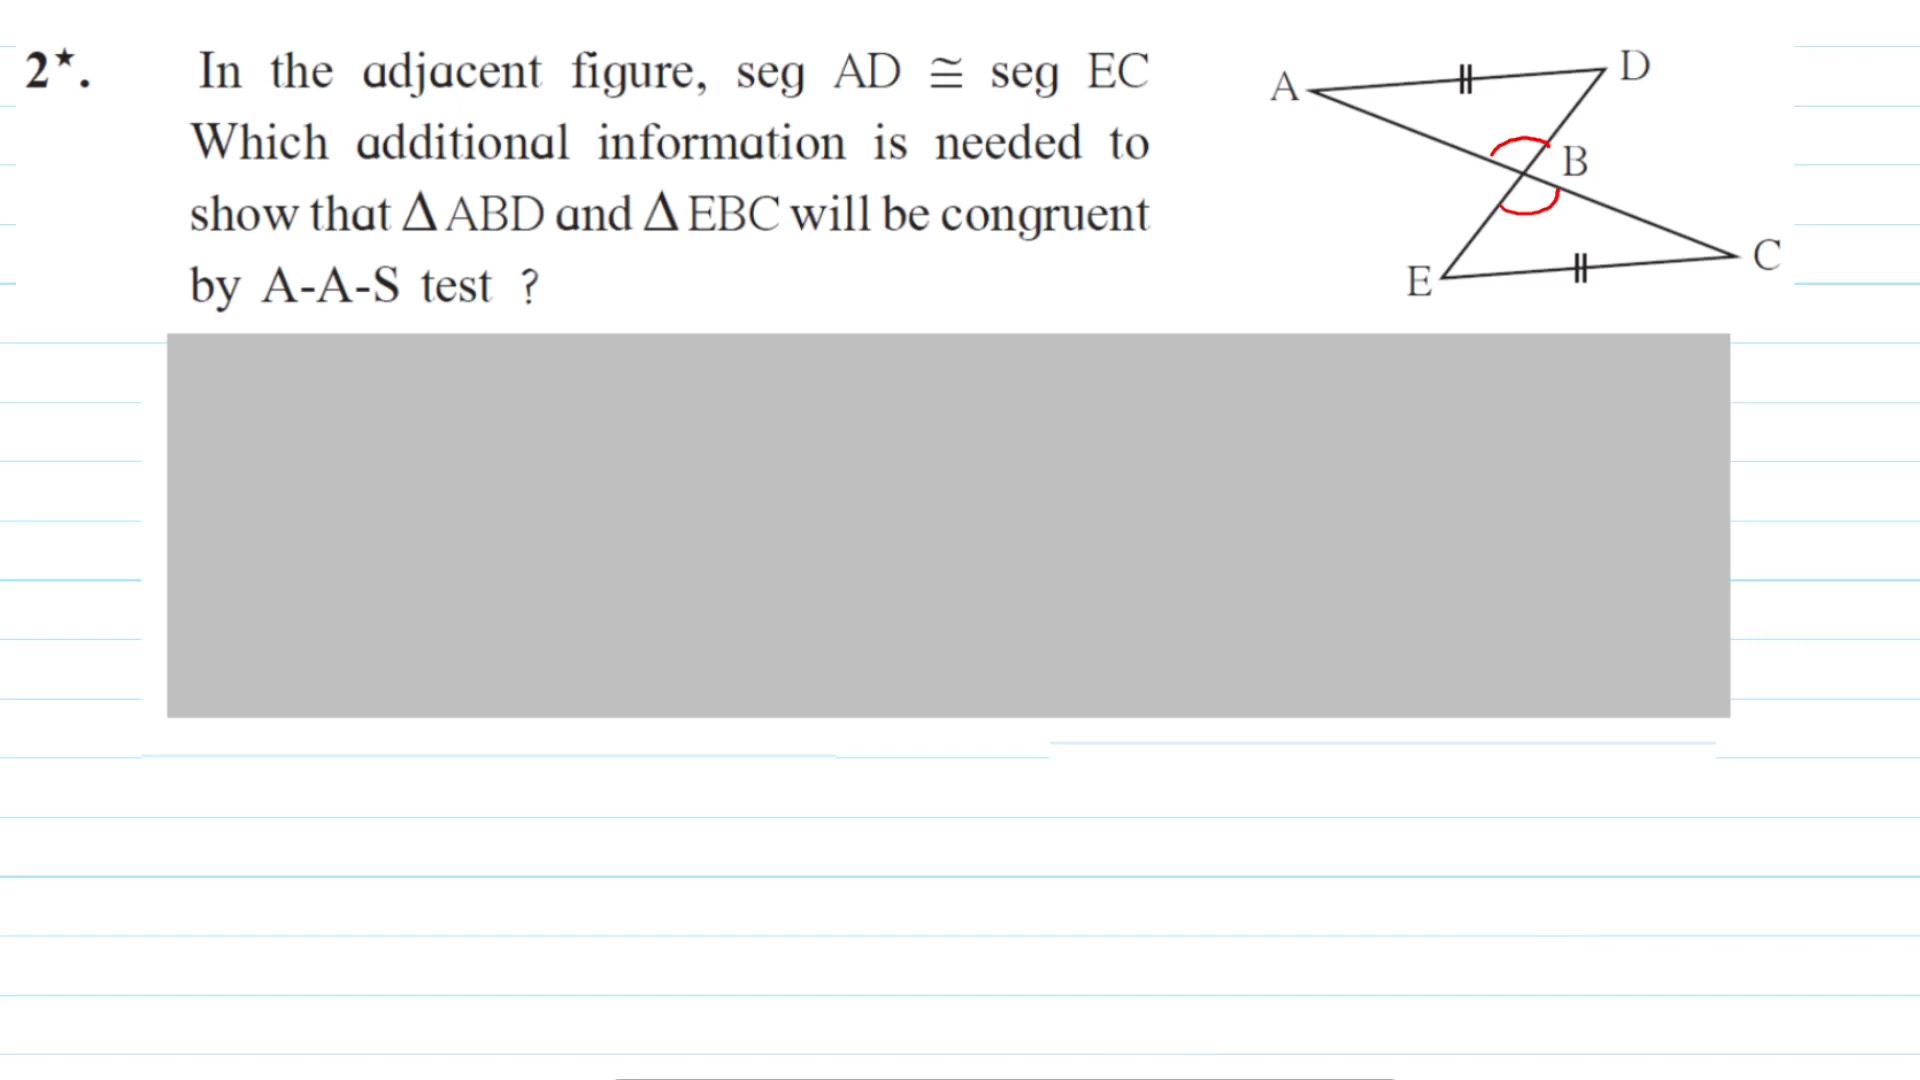 2★. In the adjacent figure, seg AD ≅ seg EC
Which additional information is needed to
show that Δ ABD and Δ EBC will be congruent
by A-A-S test ?
A
D
B
E
C